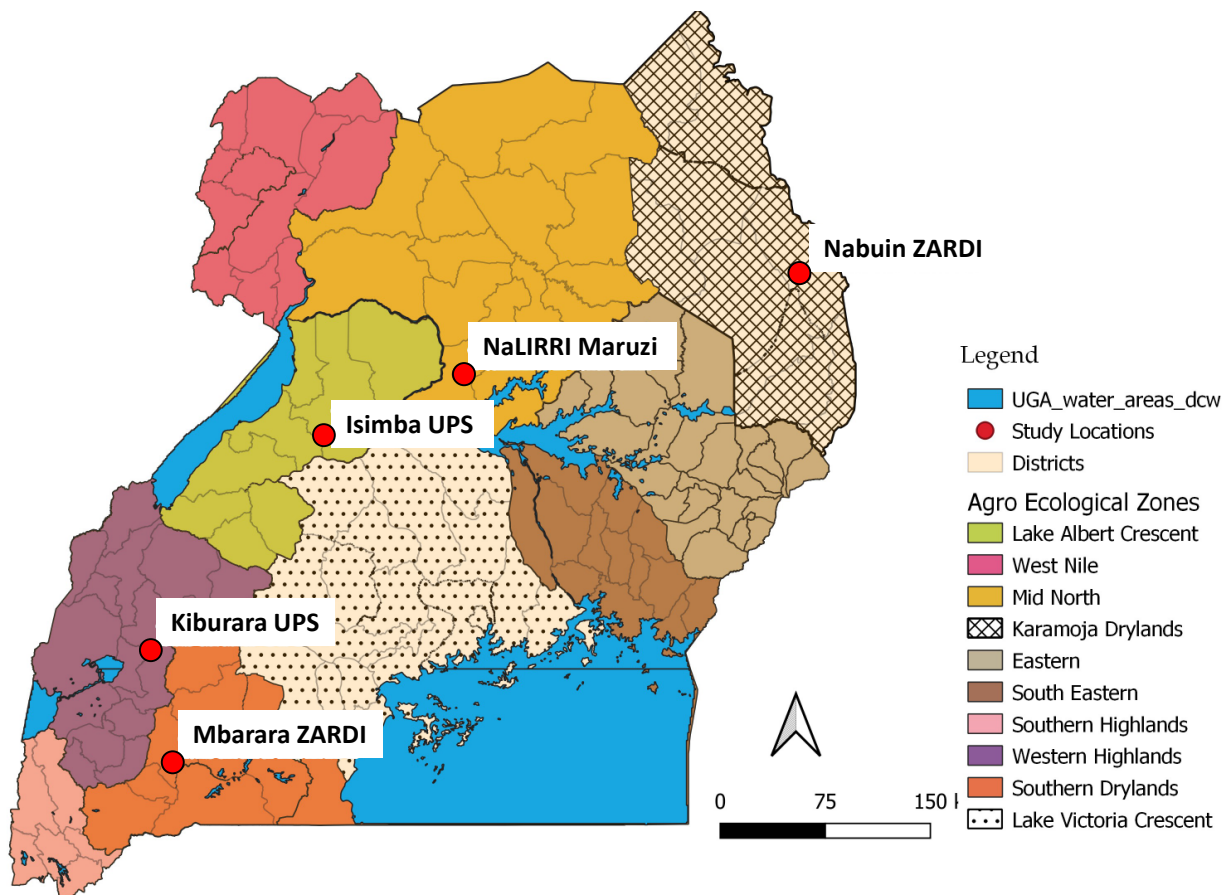 Nabuin ZARDI
NaLIRRI Maruzi
Isimba UPS
Kiburara UPS
Mbarara ZARDI
Legend
UGA_water_areas_dcw
Study Locations
Districts
Agro Ecological Zones
Lake Albert Crescent
West Nile
Mid North
Karamoja Drylands
Eastern
South Eastern
Southern Highlands
Western Highlands
Southern Drylands
Lake Victoria Crescent
0 75 150